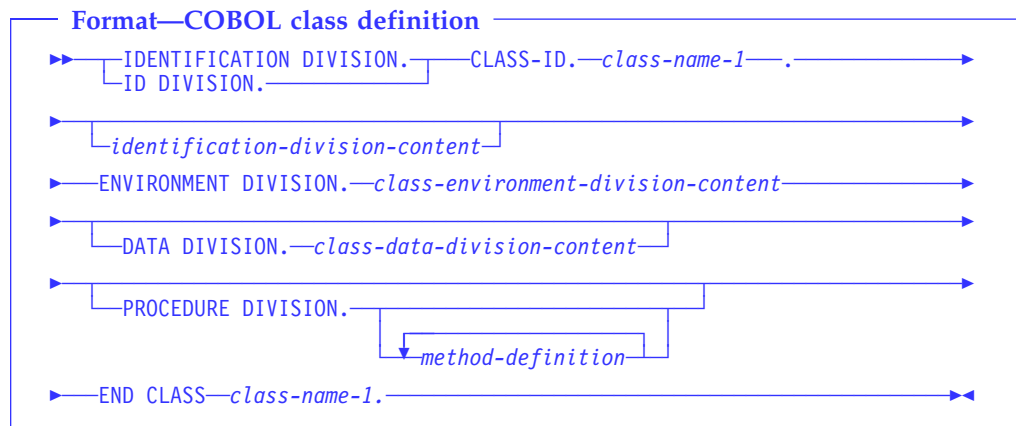 Format—COBOL class definition
IDENTIFICATION DIVISION. CLASS-ID. class-name-1 .
ID DIVISION.
identification-division-content
ENVIRONMENT DIVISION. class-environment-division-content
DATA DIVISION. class-data-division-content
PROCEDURE DIVISION.
method-definition
END CLASS class-name-1.